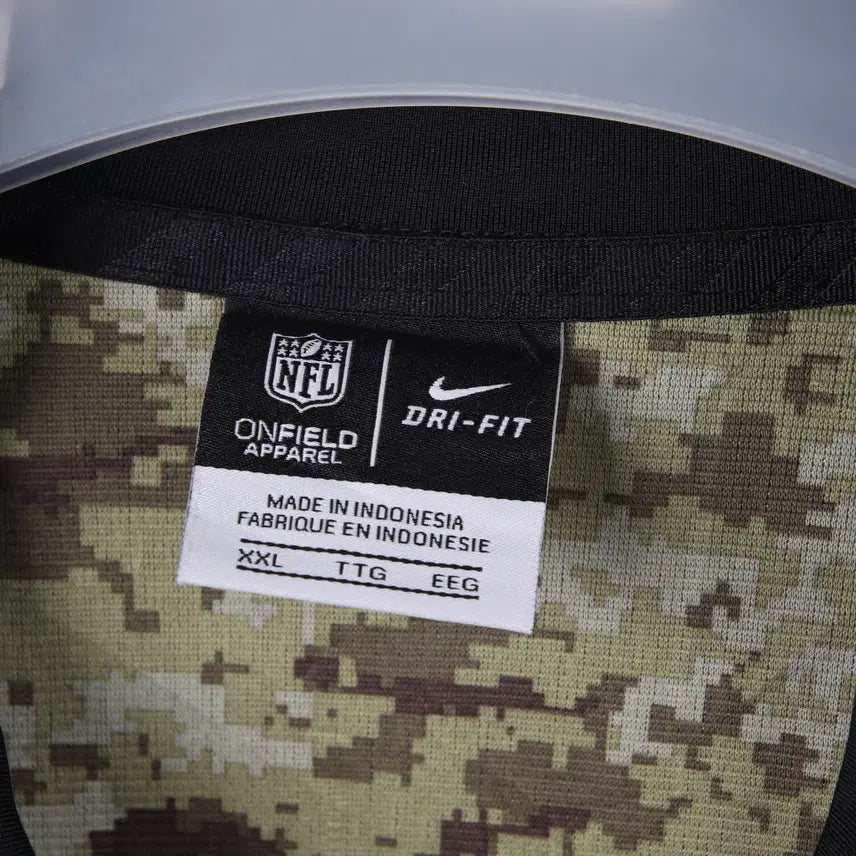 NFL
ONFIELD
APPAREL
DRI-FIT
MADE IN INDONESIA
FABRIQUE EN INDONESIE
XXL TTG EEG